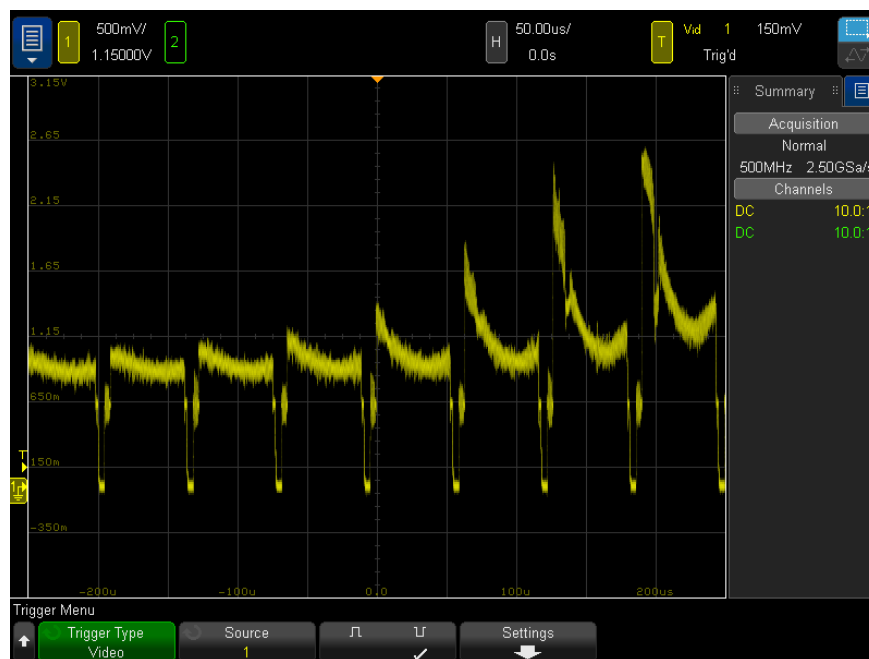 1 500mV/ 1.15000V 2 H 50.00us/ 0.0s T Vid 1 150mV Trig'd
3.15V
2.65
2.15
1.65
1.15
650m
T
150m
1
-350m
-200u -100u 0.0 100u 200us
Summary
Acquisition
Normal
500MHz 2.50GSa/s
Channels
DC 10.0:1
DC 10.0:1
Trigger Menu
Trigger Type Source Settings
Video 1